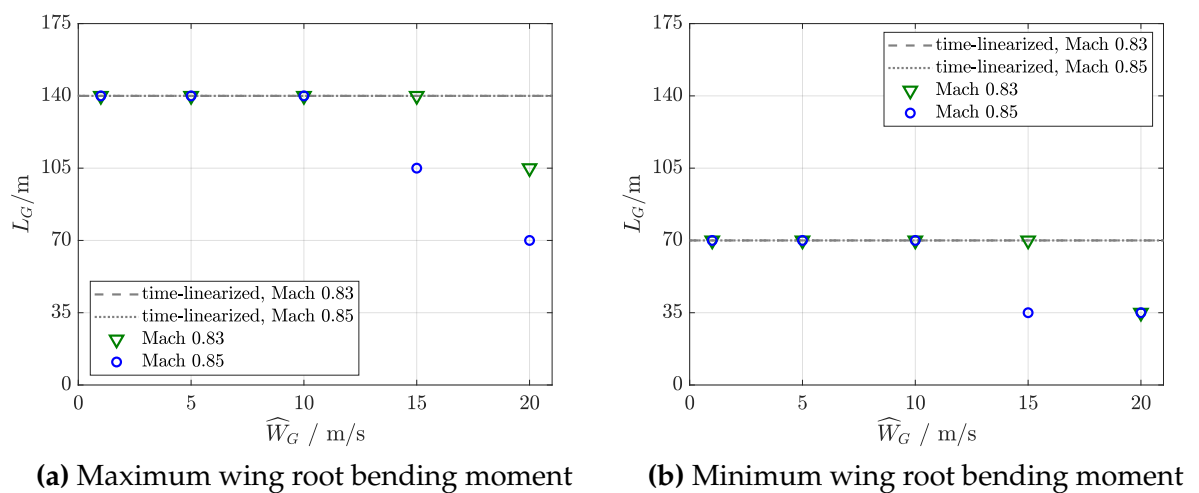 175
140
105
70
35
0
L_G/m
time-linearized, Mach 0.83
time-linearized, Mach 0.85
Mach 0.83
Mach 0.85
0 5 10 15 20
Ŵ_G / m/s
(a) Maximum wing root bending moment
175
140
105
70
35
0
L_G/m
time-linearized, Mach 0.83
time-linearized, Mach 0.85
Mach 0.83
Mach 0.85
0 5 10 15 20
Ŵ_G / m/s
(b) Minimum wing root bending moment